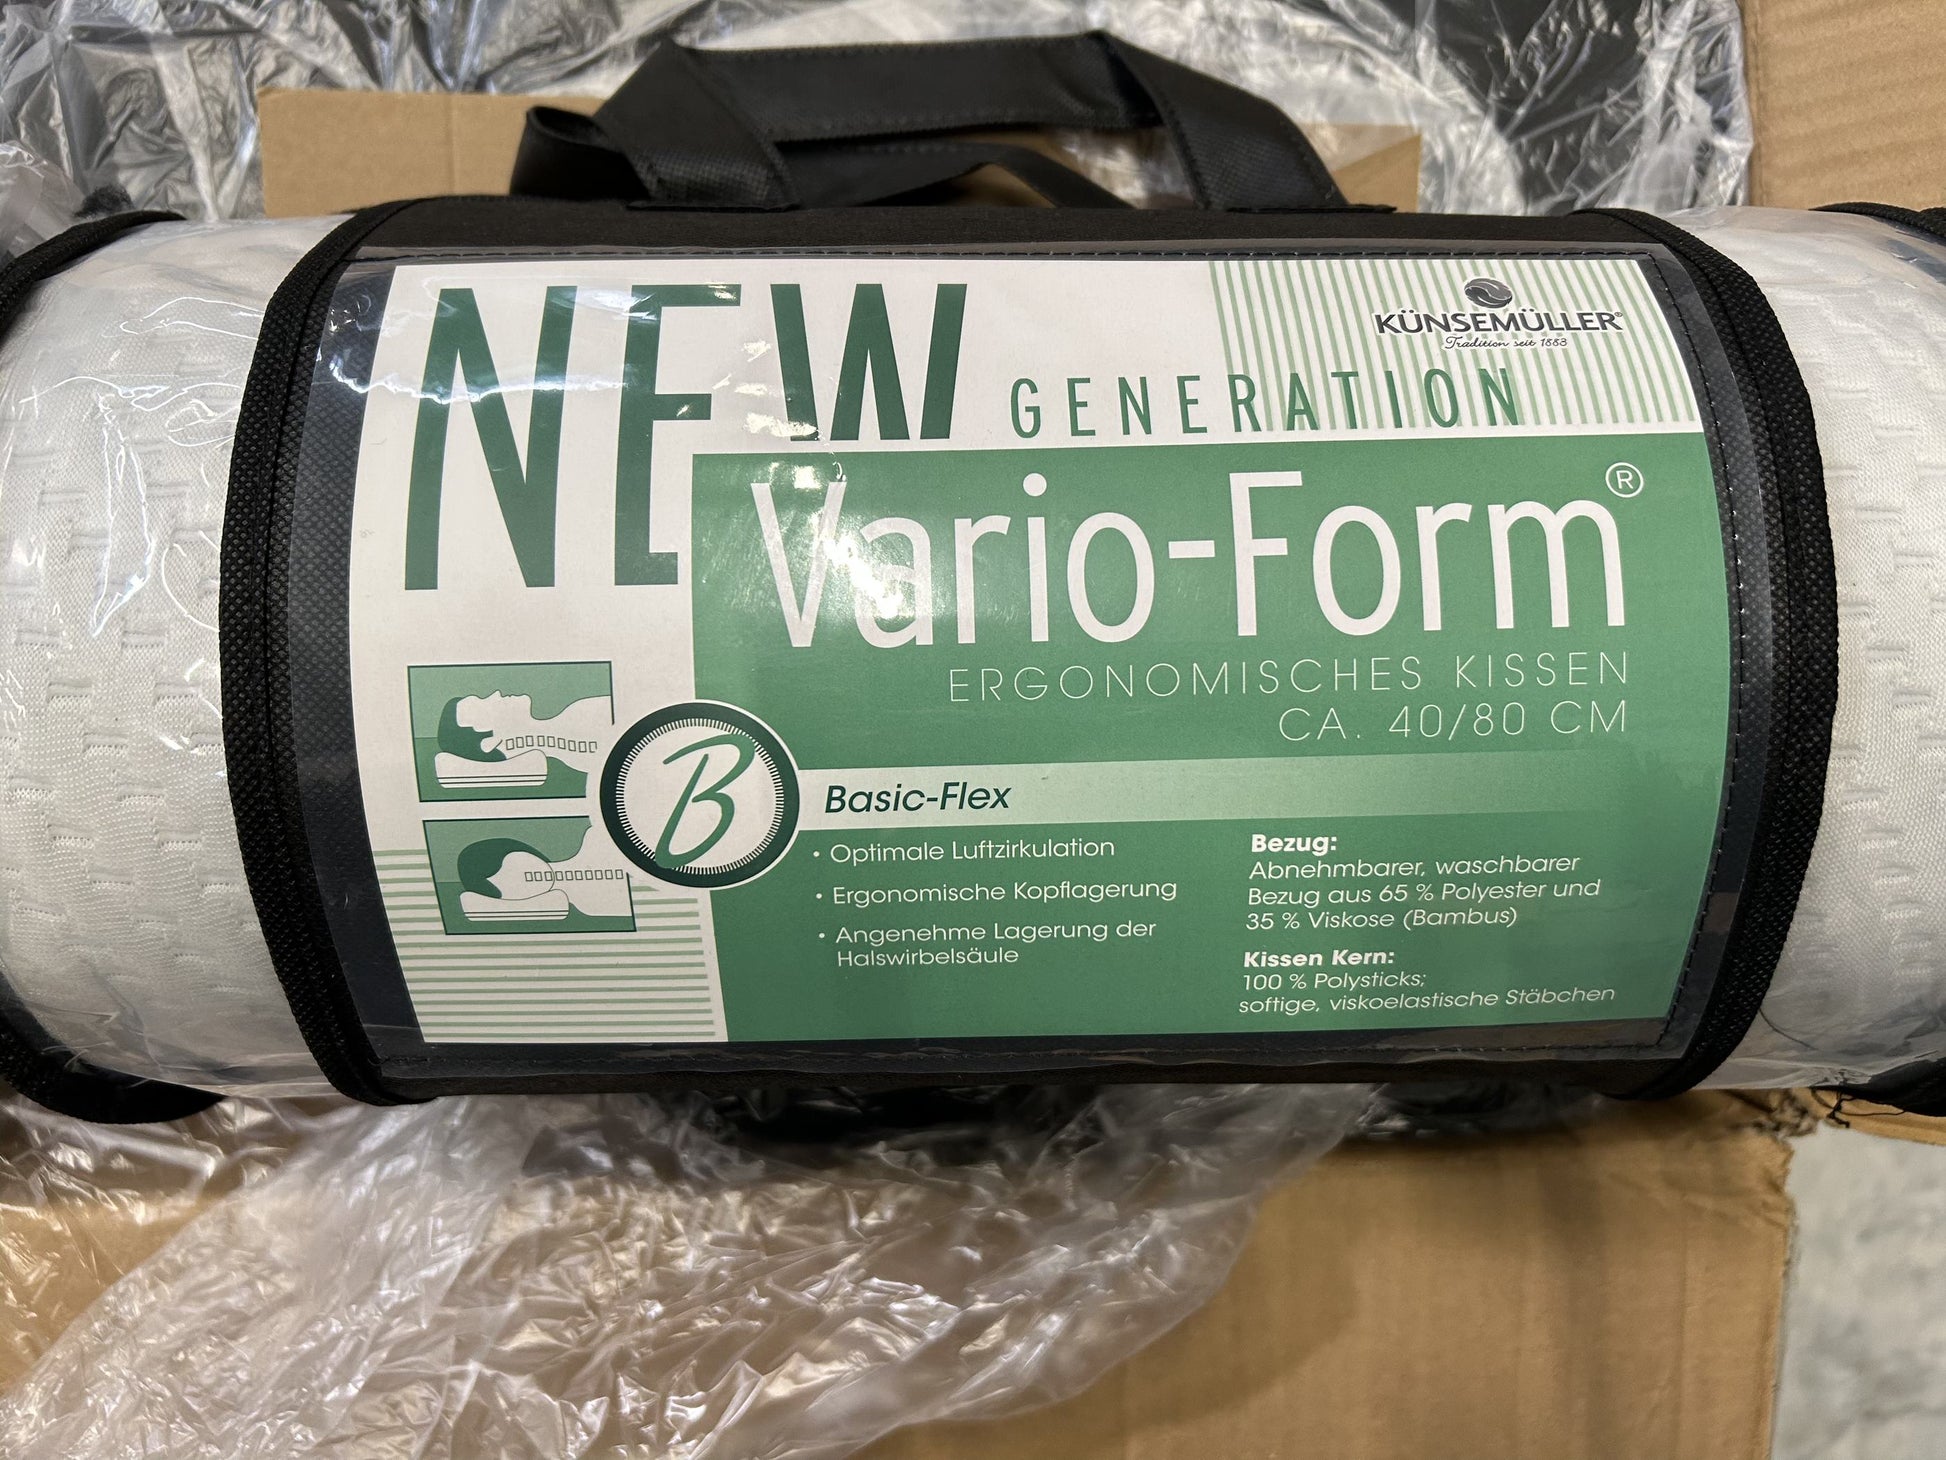 KÜNSEMÜLLER®
Tradition seit 1883
NEW GENERATION
Vario-Form®
ERGONOMISCHES KISSEN
CA. 40/80 CM
B
Basic-Flex
• Optimale Luftzirkulation
• Ergonomische Kopflagerung
• Angenehme Lagerung der
Halswirbelsäule
Bezug:
Abnehmbarer, waschbarer
Bezug aus 65 % Polyester und
35 % Viskose (Bambus)
Kissen Kern:
100 % Polysticks;
softige, viskoelastische Stäbchen